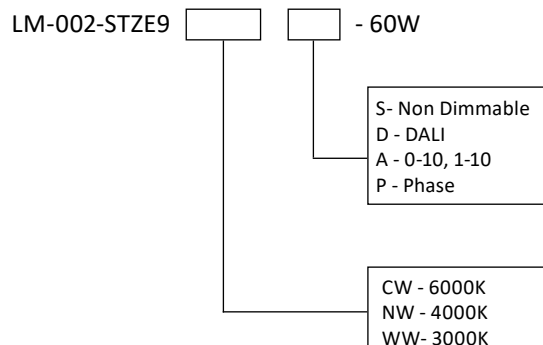 LM-002-STZE9 - 60W
S- Non Dimmable
D - DALI
A - 0-10, 1-10
P - Phase
CW - 6000K
NW - 4000K
WW- 3000K